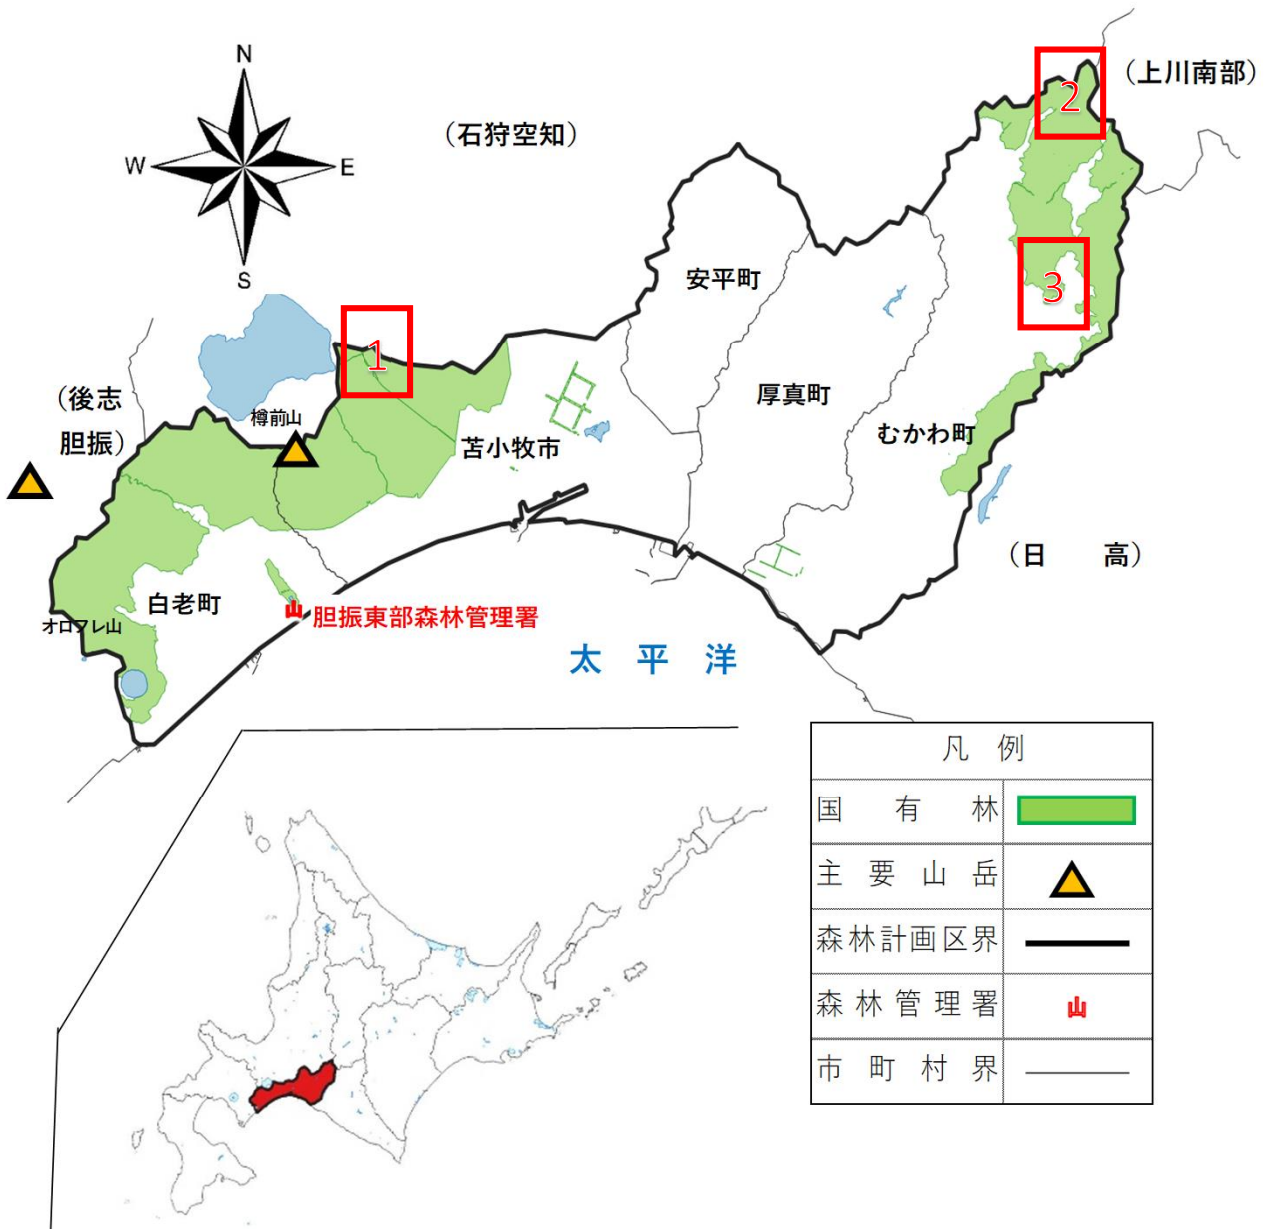 N
W
E
S
(石狩空知)
(上川南部)
2
3
1
安平町
厚真町
むかわ町
(後志
胆振)
樽前山
苫小牧市
白老町
オロフレ山
山 胆振東部森林管理署
(日 高)
太 平 洋
凡 例
国 有 林
主 要 山 岳
森林計画区界
森 林 管 理 署
山
市 町 村 界